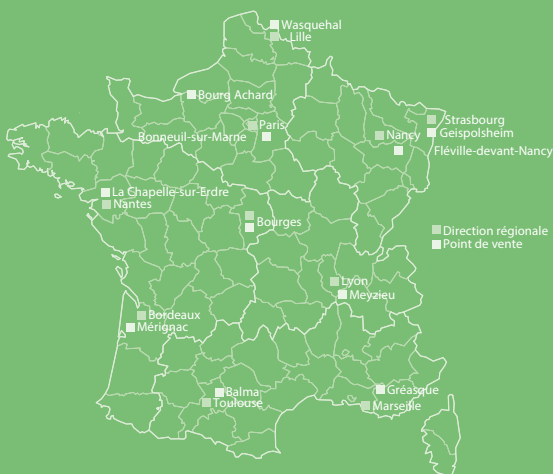 Wasquehal
Lille
Bourg Achard
Paris
Bonneuil-sur-Marne
Strasbourg
Geispolsheim
Nancy
Fléville-devant-Nancy
La Chapelle-sur-Erdre
Nantes
Bourges
Direction régionale
Point de vente
Lyon
Meyzieu
Bordeaux
Mérignac
Balma
Toulouse
Gréasque
Marseille